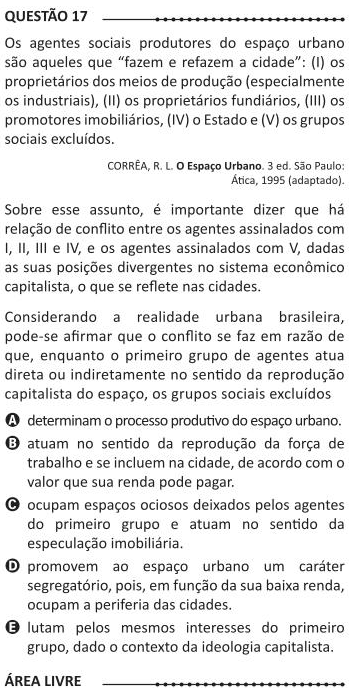 QUESTÃO 17
Os agentes sociais produtores do espaço urbano
são aqueles que “fazem e refazem a cidade”: (I) os
proprietários dos meios de produção (especialmente
os industriais), (II) os proprietários fundiários, (III) os
promotores imobiliários, (IV) o Estado e (V) os grupos
sociais excluídos.
CORRÊA, R. L. O Espaço Urbano. 3 ed. São Paulo:
Ática, 1995 (adaptado).
Sobre esse assunto, é importante dizer que há
relação de conflito entre os agentes assinalados com
I, II, III e IV, e os agentes assinalados com V, dadas
as suas posições divergentes no sistema econômico
capitalista, o que se reflete nas cidades.
Considerando a realidade urbana brasileira,
pode-se afirmar que o conflito se faz em razão de
que, enquanto o primeiro grupo de agentes atua
direta ou indiretamente no sentido da reprodução
capitalista do espaço, os grupos sociais excluídos
A determinam o processo produtivo do espaço urbano.
B atuam no sentido da reprodução da força de
trabalho e se incluem na cidade, de acordo com o
valor que sua renda pode pagar.
C ocupam espaços ociosos deixados pelos agentes
do primeiro grupo e atuam no sentido da
especulação imobiliária.
D promovem ao espaço urbano um caráter
segregatório, pois, em função da sua baixa renda,
ocupam a periferia das cidades.
E lutam pelos mesmos interesses do primeiro
grupo, dado o contexto da ideologia capitalista.
ÁREA LIVRE